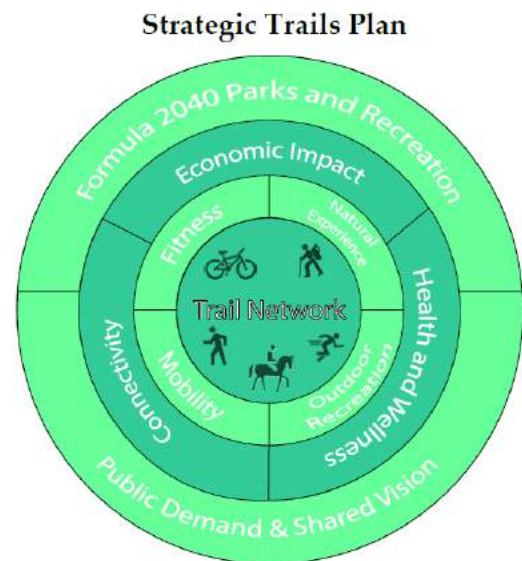 Strategic Trails Plan
Formula 2040 Parks and Recreation
Economic Impact
Fitness
Natural
Experience
Trail Network
Connectivity
Health and Wellness
Mobility
Outdoor
Recreation
Public Demand & Shared Vision